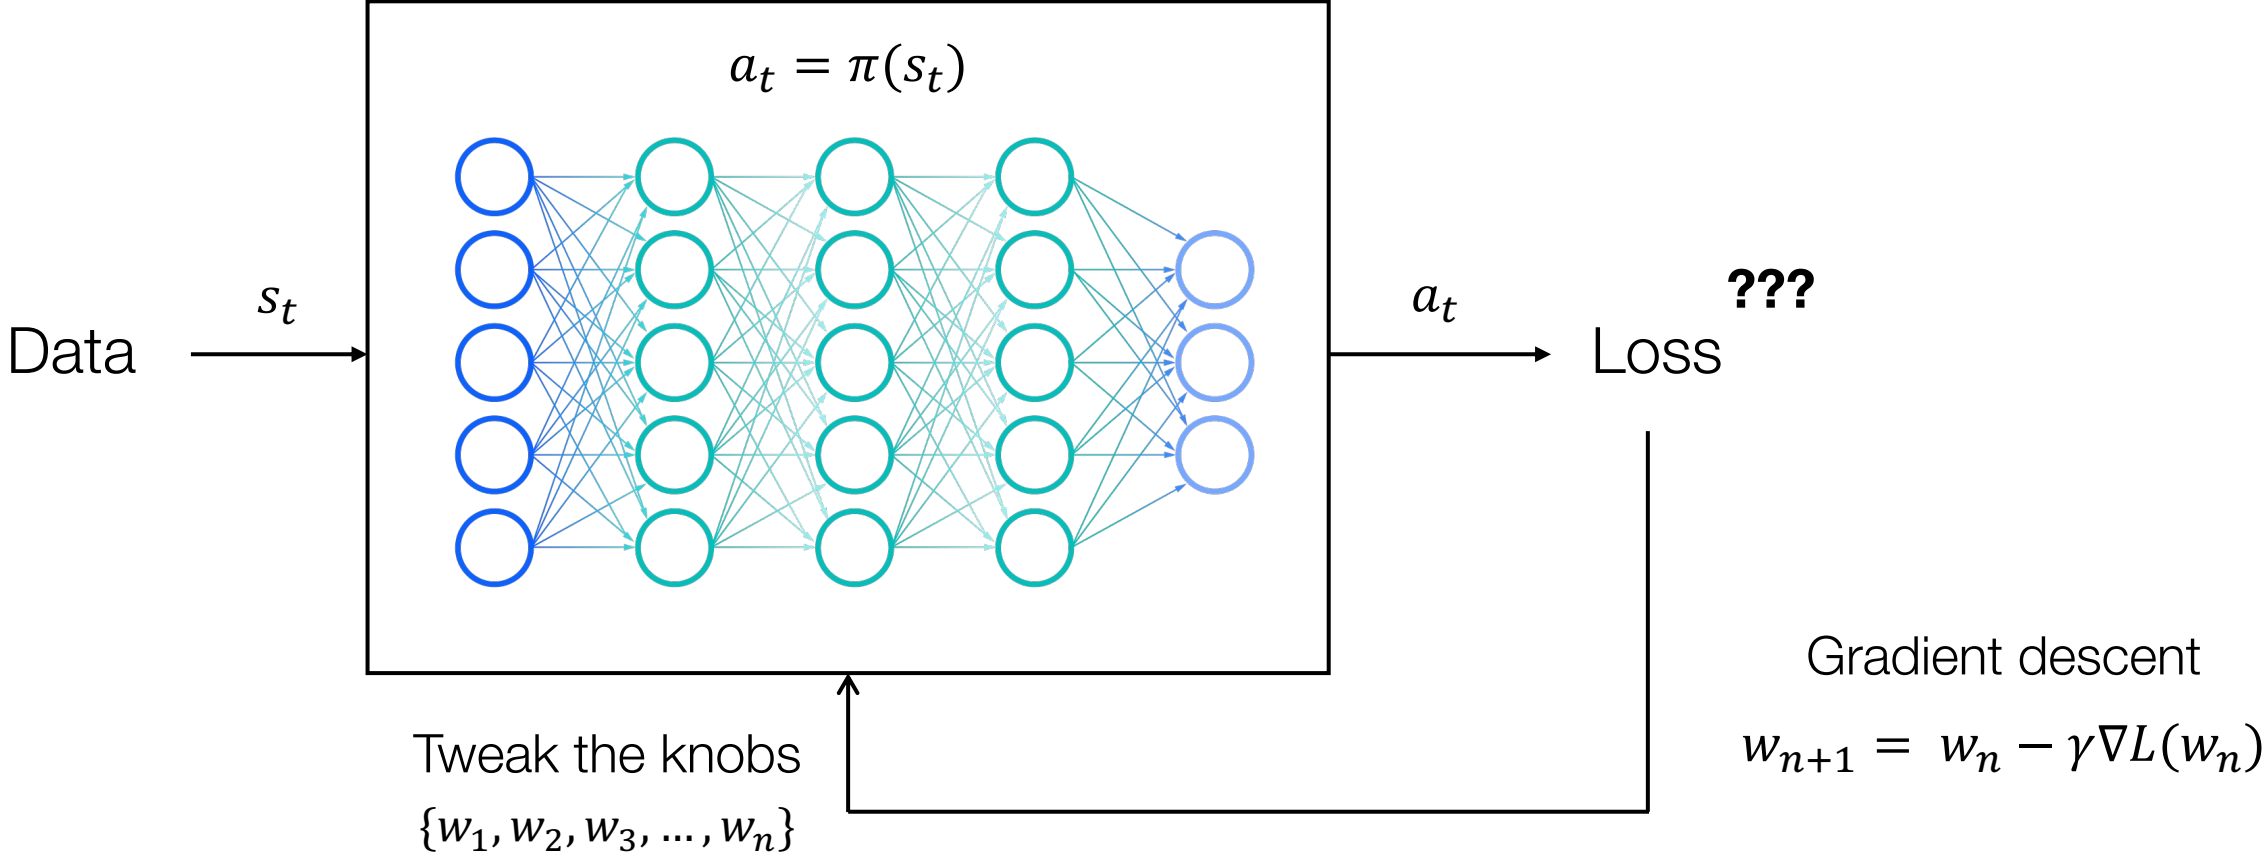 a_t = π(s_t)
Data
s_t
a_t
Loss
???
Gradient descent
w_{n+1} = w_n − γ∇L(w_n)
Tweak the knobs
{w_1, w_2, w_3, … , w_n}